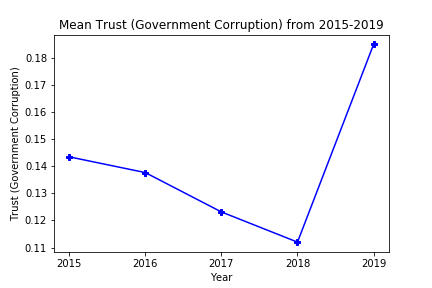 Mean Trust (Government Corruption) from 2015-2019
Trust (Government Corruption)
0.18
0.17
0.16
0.15
0.14
0.13
0.12
0.11
2015 2016 2017 2018 2019
Year